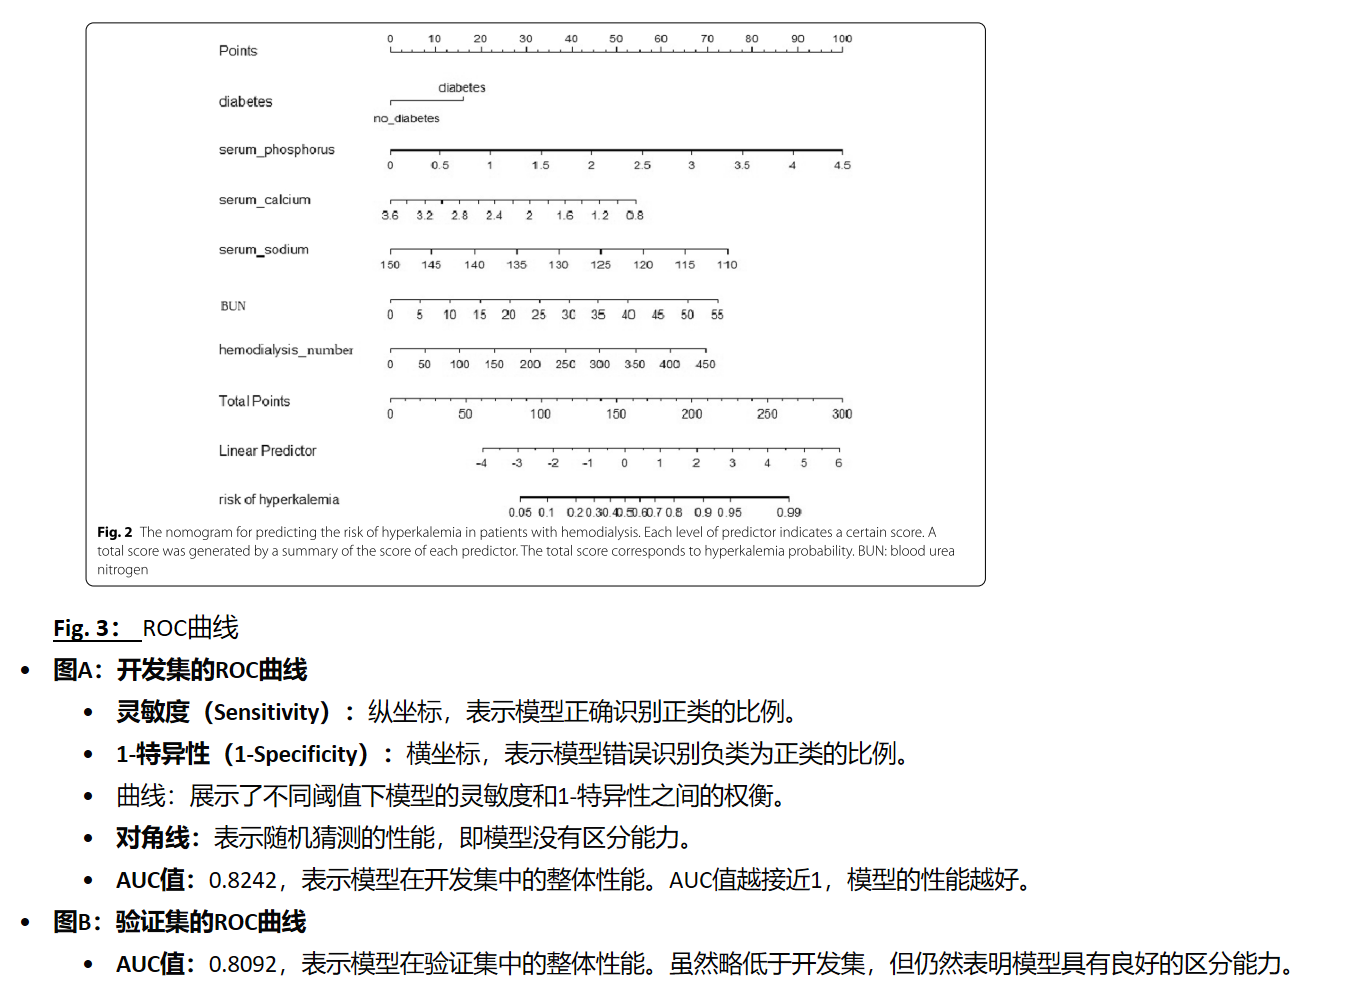 0 10 20 30 40 50 60 70 80 90 100
Points
diabetes
diabetes
no_diabetes
serum_phosphorus
0 0.5 1 1.5 2 2.5 3 3.5 4 4.5
serum_calcium
3.6 3.2 2.8 2.4 2 1.6 1.2 0.8
serum_sodium
150 145 140 135 130 125 120 115 110
BUN
0 5 10 15 20 25 30 35 40 45 50 55
hemodialysis_number
0 50 100 150 200 250 300 350 400 450
Total Points
0 50 100 150 200 250 300
Linear Predictor
-4 -3 -2 -1 0 1 2 3 4 5 6
risk of hyperkalemia
0.05 0.1 0.2 0.3 0.4 0.5 0.6 0.7 0.8 0.9 0.95 0.99
Fig. 2 The nomogram for predicting the risk of hyperkalemia in patients with hemodialysis. Each level of predictor indicates a certain score. A
total score was generated by a summary of the score of each predictor. The total score corresponds to hyperkalemia probability. BUN: blood urea
nitrogen
Fig. 3： ROC曲线
• 图A：开发集的ROC曲线
• 灵敏度（Sensitivity）：纵坐标，表示模型正确识别正类的比例。
• 1-特异性（1-Specificity）：横坐标，表示模型错误识别负类为正类的比例。
• 曲线：展示了不同阈值下模型的灵敏度和1-特异性之间的权衡。
• 对角线：表示随机猜测的性能，即模型没有区分能力。
• AUC值：0.8242，表示模型在开发集中的整体性能。AUC值越接近1，模型的性能越好。
• 图B：验证集的ROC曲线
• AUC值：0.8092，表示模型在验证集中的整体性能。虽然略低于开发集，但仍然表明模型具有良好的区分能力。